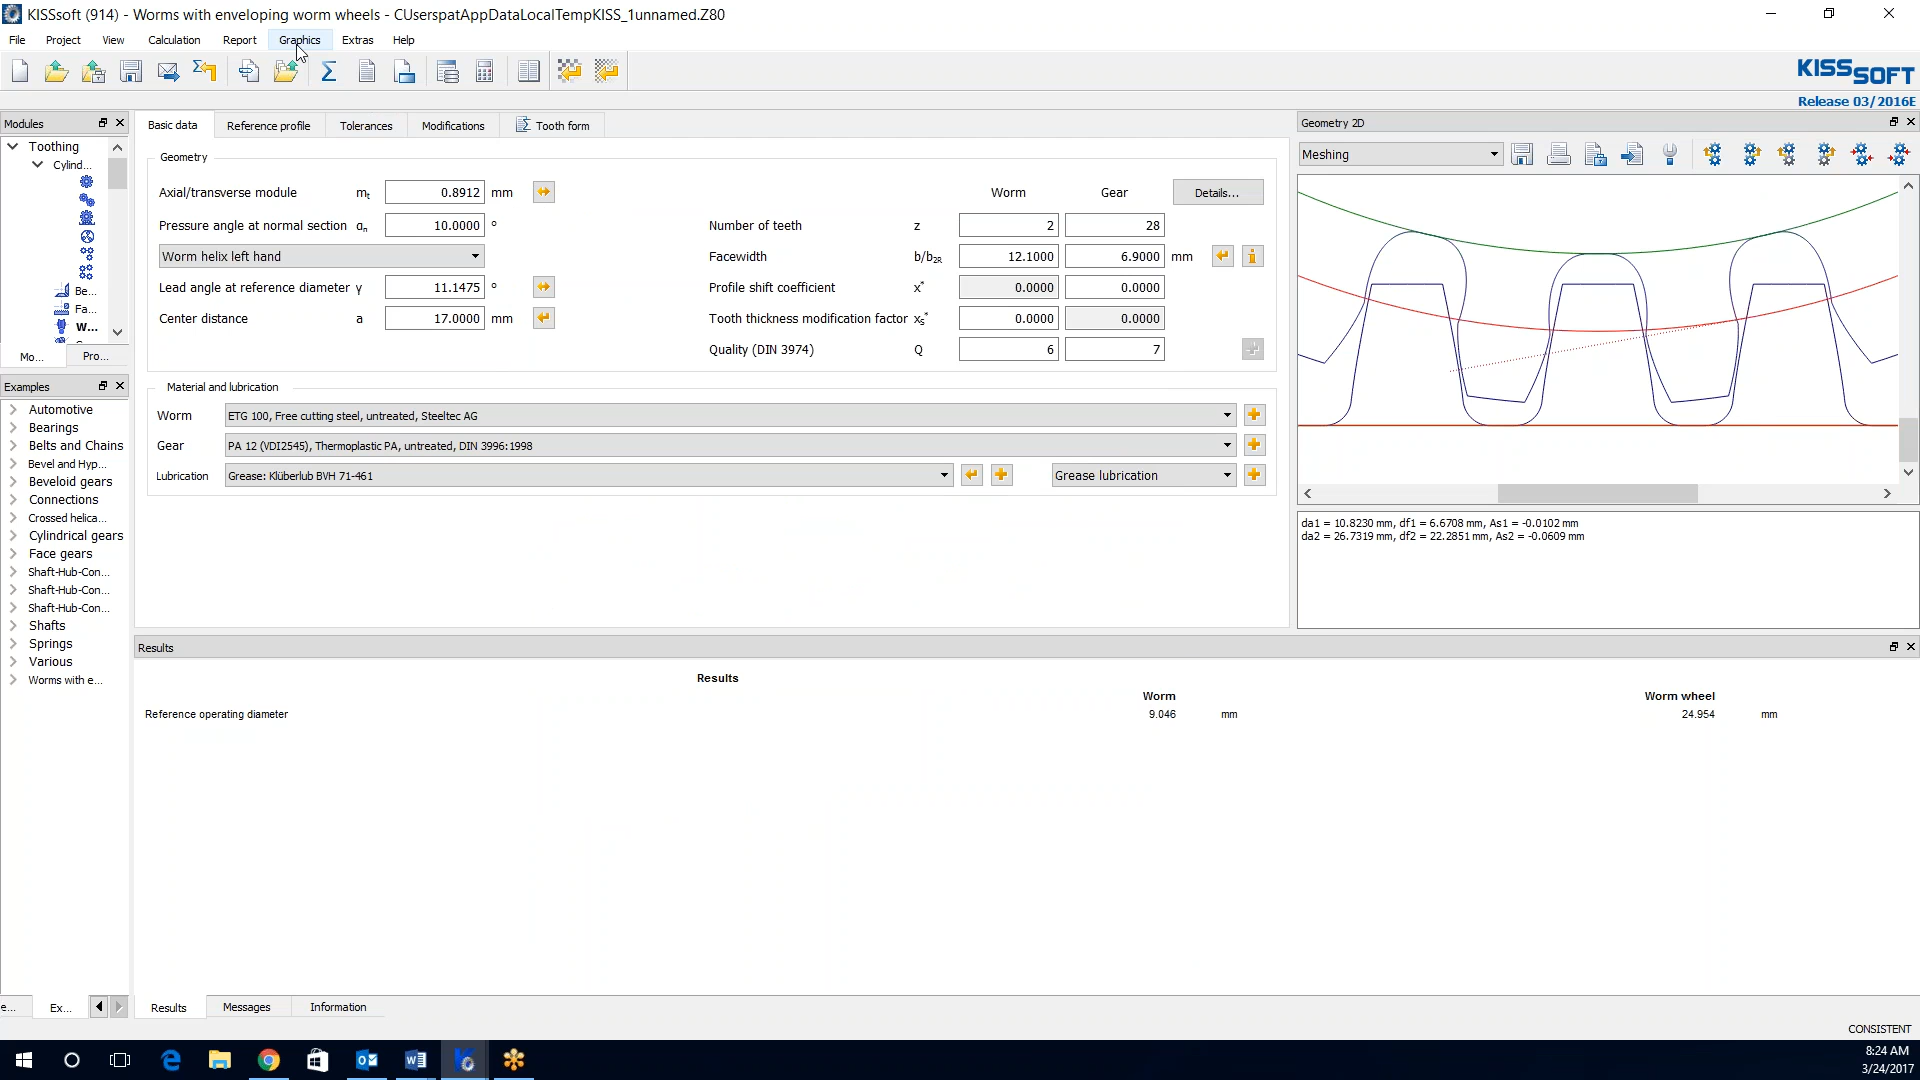 KISSsoft (914) - Worms with enveloping worm wheels - CUserspatAppDataLocalTempKISS_1unnamed.Z80
File Project View Calculation Report Graphics Extras Help
KISSSOFT
Release 03/2016E
Modules
Toothing
Cylind...
Be...
Fa...
W...
Mo... Pro...
Examples
Automotive
Bearings
Belts and Chains
Bevel and Hyp...
Beveloid gears
Connections
Crossed helica...
Cylindrical gears
Face gears
Shaft-Hub-Con...
Shaft-Hub-Con...
Shaft-Hub-Con...
Shafts
Springs
Various
Worms with e...
e... Ex...
Basic data Reference profile Tolerances Modifications Tooth form
Geometry
Axial/transverse module mt 0.8912 mm
Pressure angle at normal section αn 10.0000 °
Worm helix left hand
Lead angle at reference diameter γ 11.1475 °
Center distance a 17.0000 mm
Worm Gear Details...
Number of teeth z 2 28
Facewidth b/b2R 12.1000 6.9000 mm
Profile shift coefficient x* 0.0000 0.0000
Tooth thickness modification factor xs* 0.0000 0.0000
Quality (DIN 3974) Q 6 7
Material and lubrication
Worm ETG 100, Free cutting steel, untreated, Steeltec AG
Gear PA 12 (VDI2545), Thermoplastic PA, untreated, DIN 3996:1998
Lubrication Grease: Klüberlub BVH 71-461 Grease lubrication
Geometry 2D
Meshing
da1 = 10.8230 mm, df1 = 6.6708 mm, As1 = -0.0102 mm
da2 = 26.7319 mm, df2 = 22.2851 mm, As2 = -0.0609 mm
Results
Results
Worm Worm wheel
Reference operating diameter 9.046 mm 24.954 mm
Results Messages Information
CONSISTENT
8:24 AM
3/24/2017